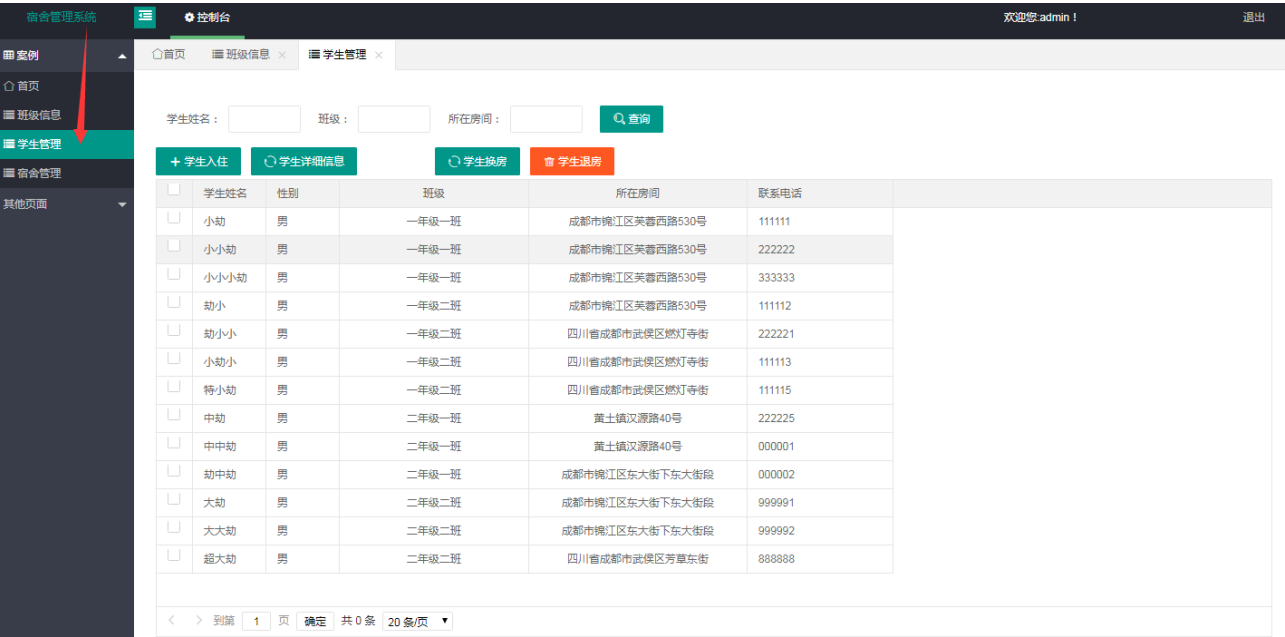 宿舍管理系统 控制台 欢迎您:admin！ 退出
案例
首页
班级信息
学生管理
宿舍管理
其他页面
首页 班级信息 学生管理
学生姓名： 班级： 所在房间： 查询
学生入住 学生详细信息 学生换房 学生退房
学生姓名 性别 班级 所在房间 联系电话
小劫 男 一年级一班 成都市锦江区芙蓉西路530号 111111
小小劫 男 一年级一班 成都市锦江区芙蓉西路530号 222222
小小小劫 男 一年级一班 成都市锦江区芙蓉西路530号 333333
劫小 男 一年级二班 成都市锦江区芙蓉西路530号 111112
劫小小 男 一年级二班 四川省成都市武侯区燃灯寺街 222221
小劫小 男 一年级二班 四川省成都市武侯区燃灯寺街 111113
特小劫 男 一年级二班 四川省成都市武侯区燃灯寺街 111115
中劫 男 二年级一班 黄土镇汉源路40号 222225
中中劫 男 二年级一班 黄土镇汉源路40号 000001
劫中劫 男 二年级一班 成都市锦江区东大街下东大街段 000002
大劫 男 二年级二班 成都市锦江区东大街下东大街段 999991
大大劫 男 二年级二班 成都市锦江区东大街下东大街段 999992
超大劫 男 二年级二班 四川省成都市武侯区芳草东街 888888
到第 1 页 确定 共 0 条 20 条/页